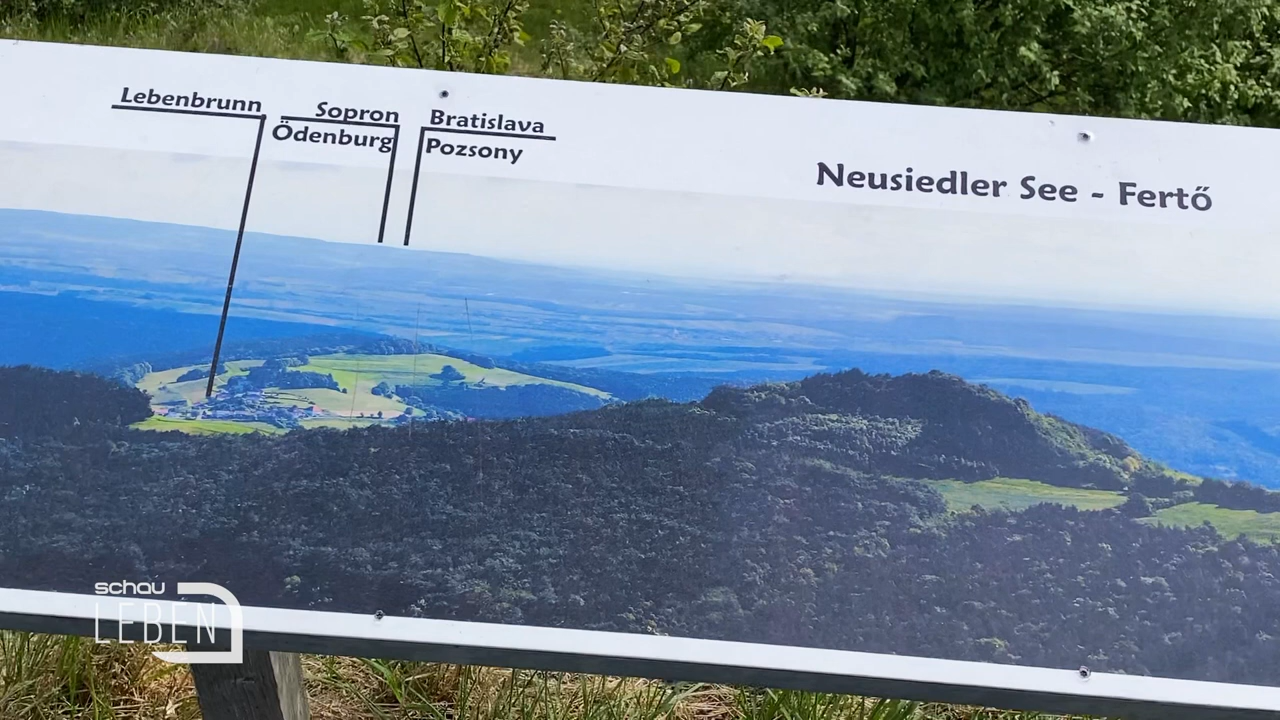 Lebenbrunn
Sopron
Ödenburg
Bratislava
Pozsony
Neusiedler See - Fertő
schau
LEBEN